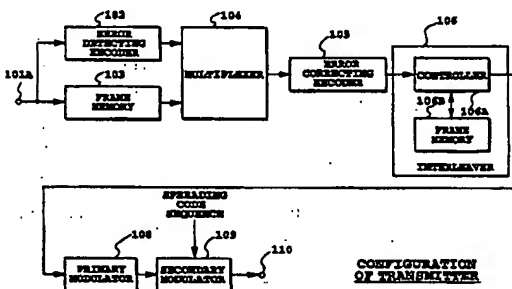 102
ERROR
DETECTING
ENCODER
101A
103
FRAME
MEMORY
104
MULTIPLEXER
105
ERROR
CORRECTING
ENCODER
106
CONTROLLER
106B
106A
FRAME
MEMORY
INTERLEAVER
SPREADING
CODE
SEQUENCE
108
PRIMARY
MODULATOR
109
SECONDARY
MODULATOR
110
CONFIGURATION
OF TRANSMITTER